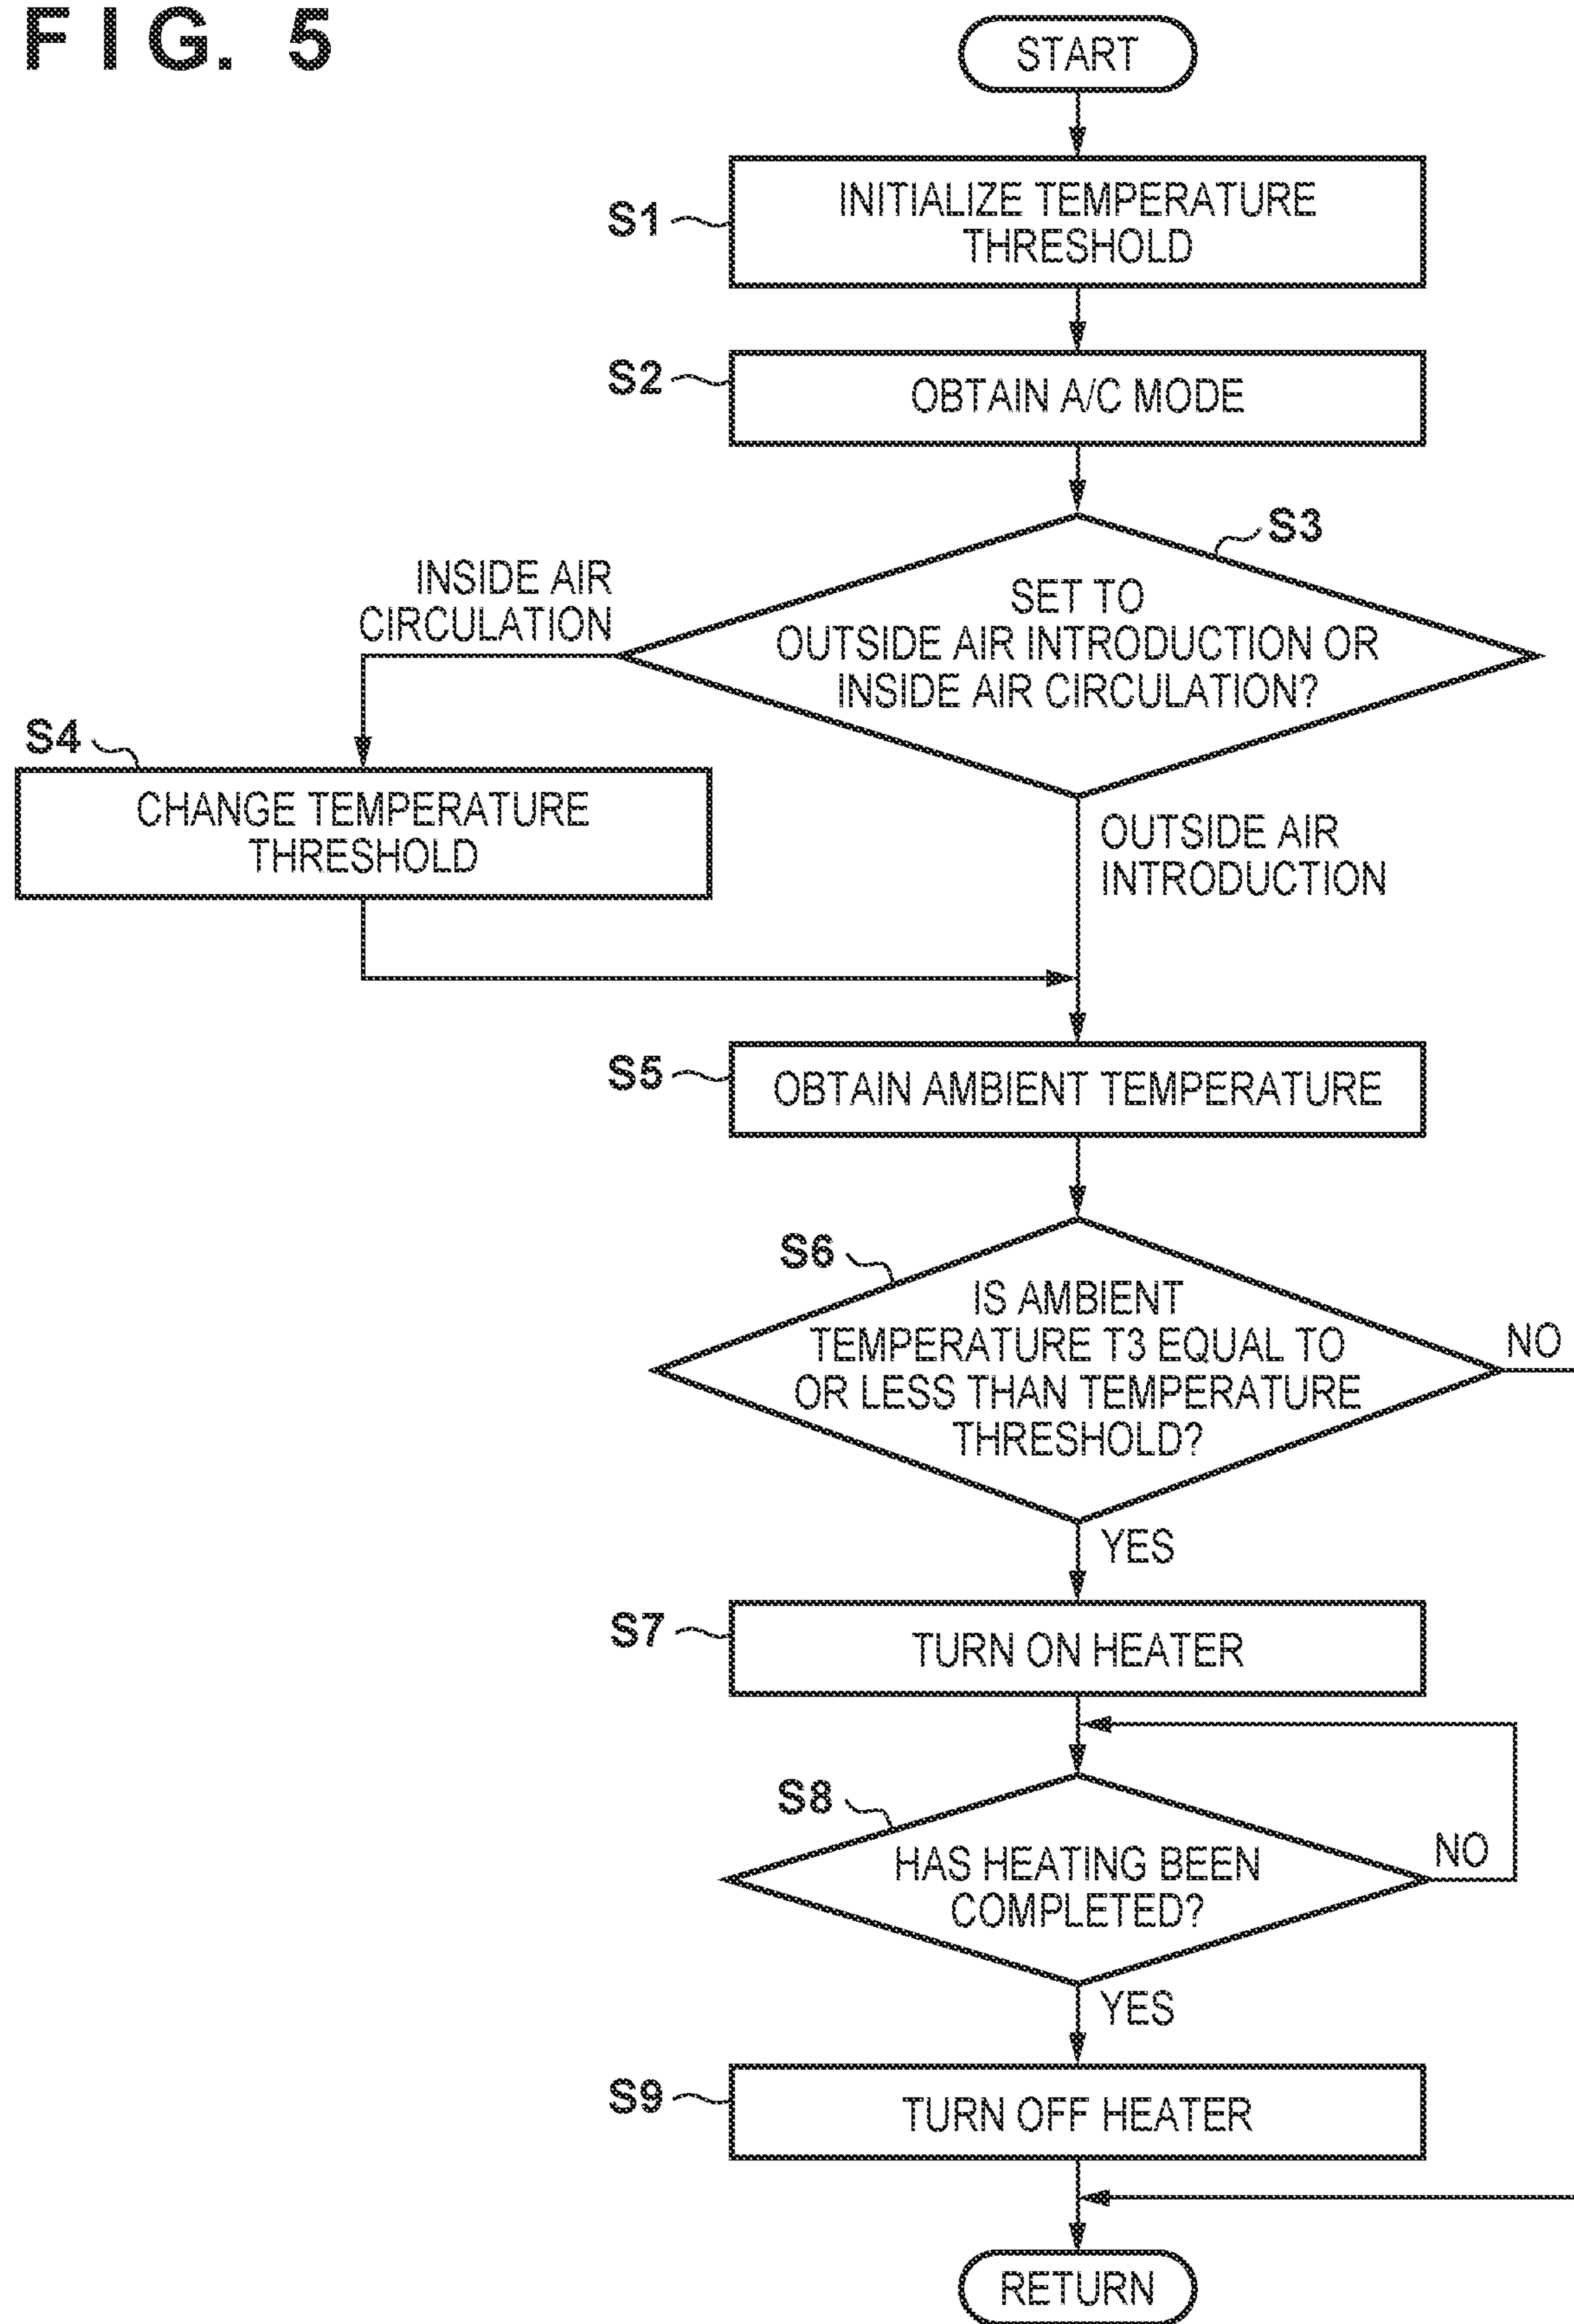 FIG. 5
START
S1
INITIALIZE TEMPERATURE
THRESHOLD
S2
OBTAIN A/C MODE
S3
SET TO
OUTSIDE AIR INTRODUCTION OR
INSIDE AIR CIRCULATION?
INSIDE AIR
CIRCULATION
S4
CHANGE TEMPERATURE
THRESHOLD
OUTSIDE AIR
INTRODUCTION
S5
OBTAIN AMBIENT TEMPERATURE
S6
IS AMBIENT
TEMPERATURE T3 EQUAL TO
OR LESS THAN TEMPERATURE
THRESHOLD?
NO
YES
S7
TURN ON HEATER
S8
HAS HEATING BEEN
COMPLETED?
NO
YES
S9
TURN OFF HEATER
RETURN